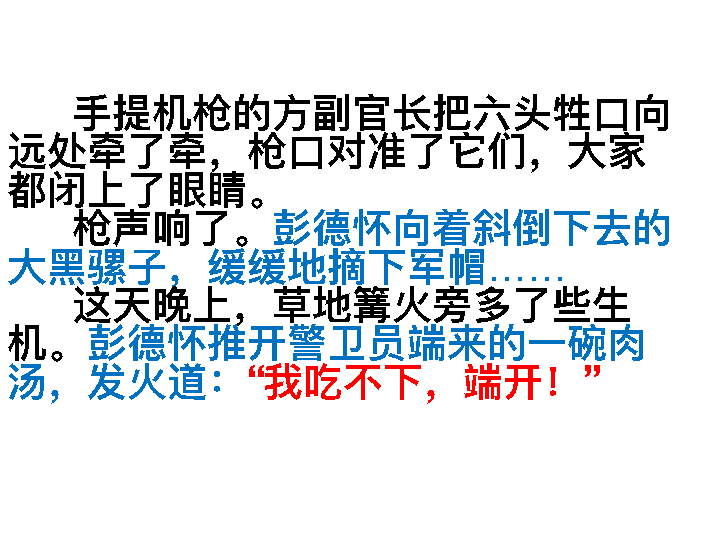 手提机枪的方副官长把六头牲口向
远处牵了牵，枪口对准了它们，大家
都闭上了眼睛。
枪声响了。彭德怀向着斜倒下去的
大黑骡子，缓缓地摘下军帽……
这天晚上，草地篝火旁多了些生
机。彭德怀推开警卫员端来的一碗肉
汤，发火道：“我吃不下，端开！”